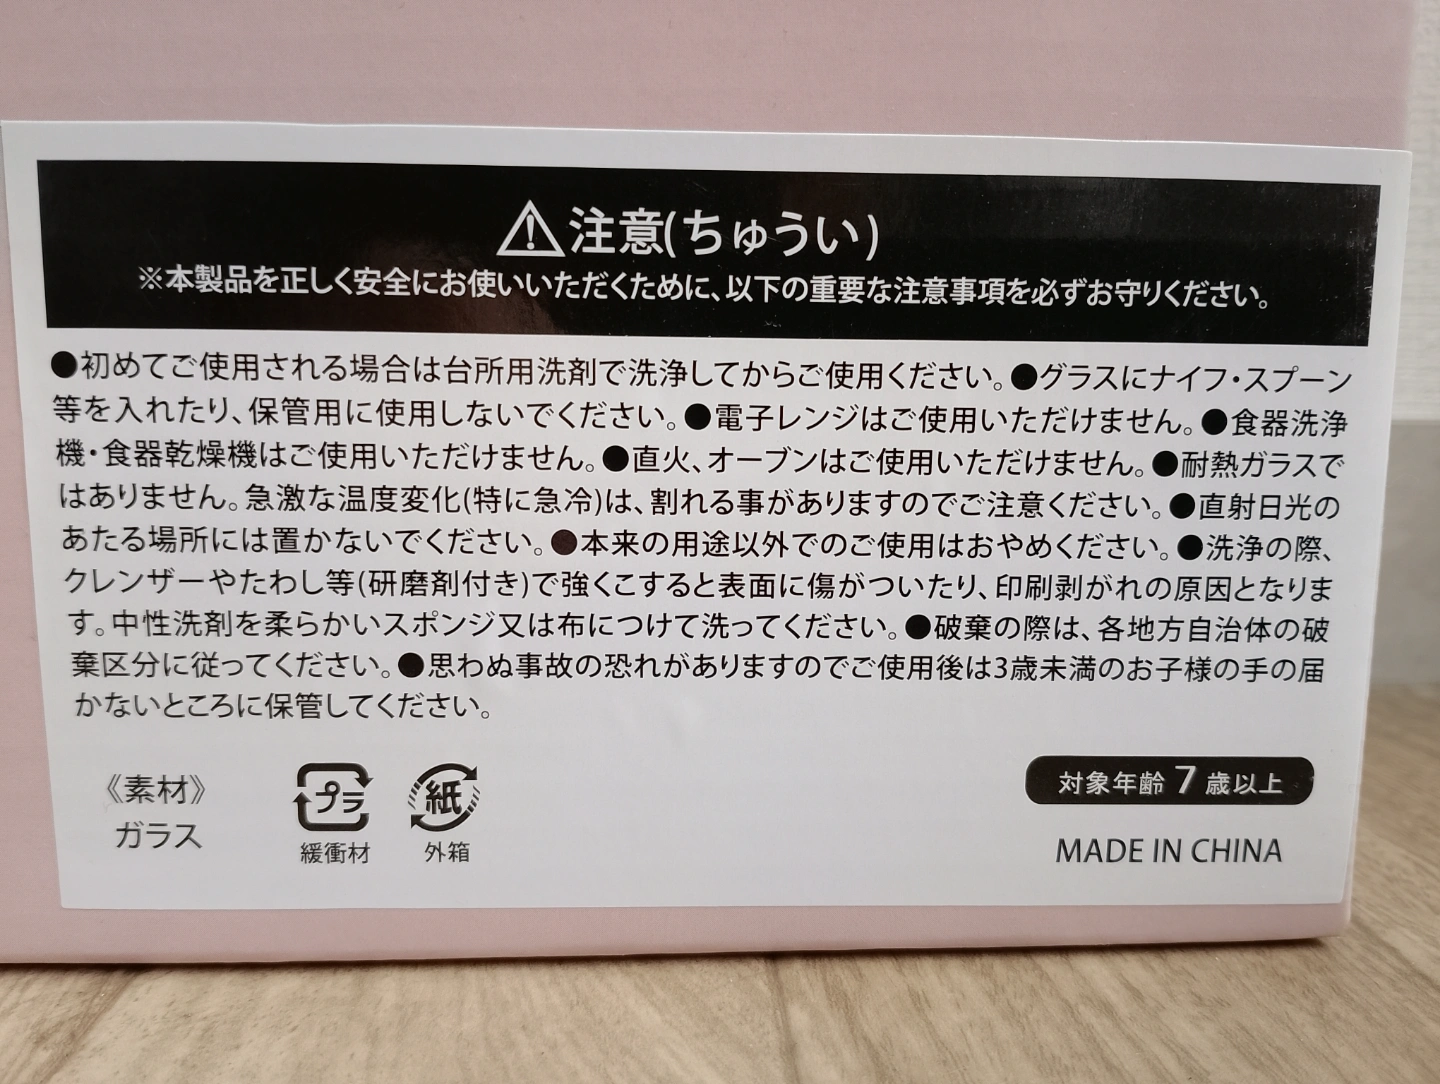 ⚠注意(ちゅうい)
※本製品を正しく安全にお使いいただくために、以下の重要な注意事項を必ずお守りください。
●初めてご使用される場合は台所用洗剤で洗浄してからご使用ください。●グラスにナイフ・スプーン
等を入れたり、保管用に使用しないでください。●電子レンジはご使用いただけません。●食器洗浄
機・食器乾燥機はご使用いただけません。●直火、オーブンはご使用いただけません。●耐熱ガラスで
はありません。急激な温度変化(特に急冷)は、割れる事がありますのでご注意ください。●直射日光の
あたる場所には置かないでください。●本来の用途以外でのご使用はおやめください。●洗浄の際、
クレンザーやたわし等(研磨剤付き)で強くこすると表面に傷がついたり、印刷剥がれの原因となりま
す。中性洗剤を柔らかいスポンジ又は布につけて洗ってください。●破棄の際は、各地方自治体の破
棄区分に従ってください。●思わぬ事故の恐れがありますのでご使用後は3歳未満のお子様の手の届
かないところに保管してください。
《素材》
ガラス
プラ
緩衝材
紙
外箱
対象年齢 7 歳以上
MADE IN CHINA